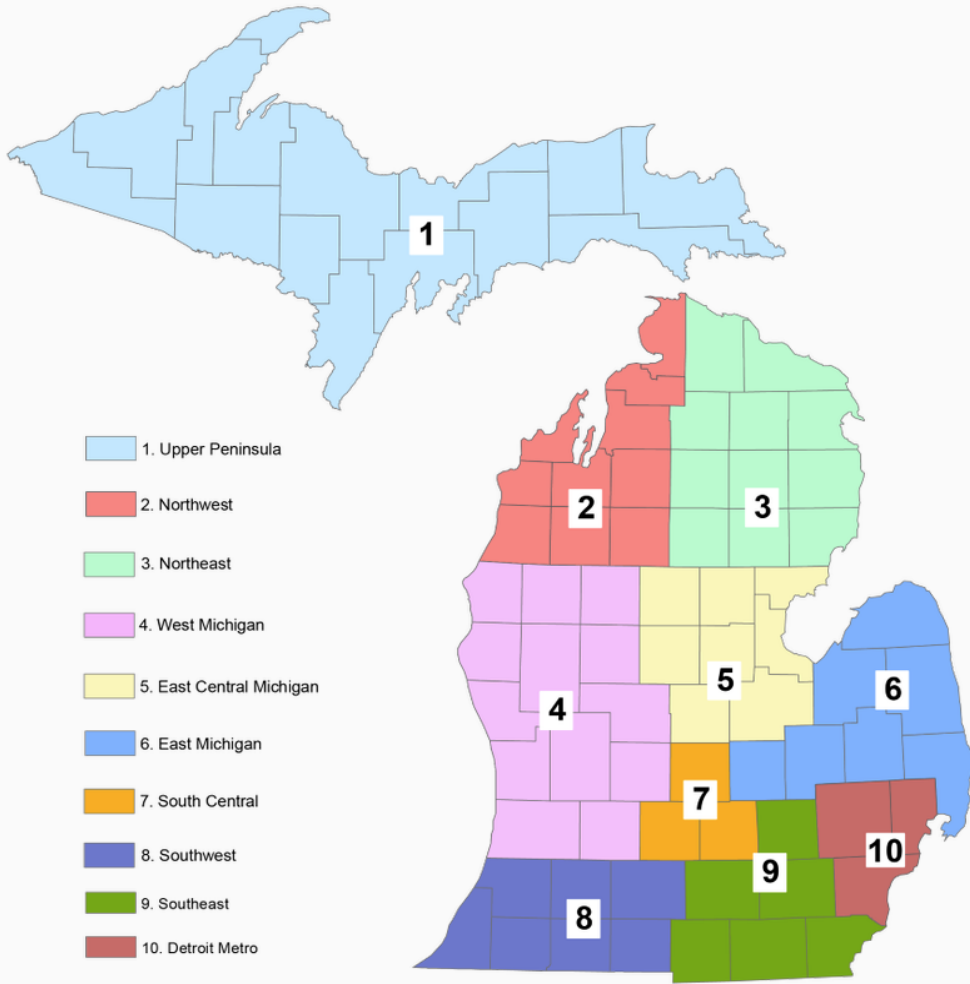 1
2
3
4
5
6
7
8
9
10
1. Upper Peninsula
2. Northwest
3. Northeast
4. West Michigan
5. East Central Michigan
6. East Michigan
7. South Central
8. Southwest
9. Southeast
10. Detroit Metro